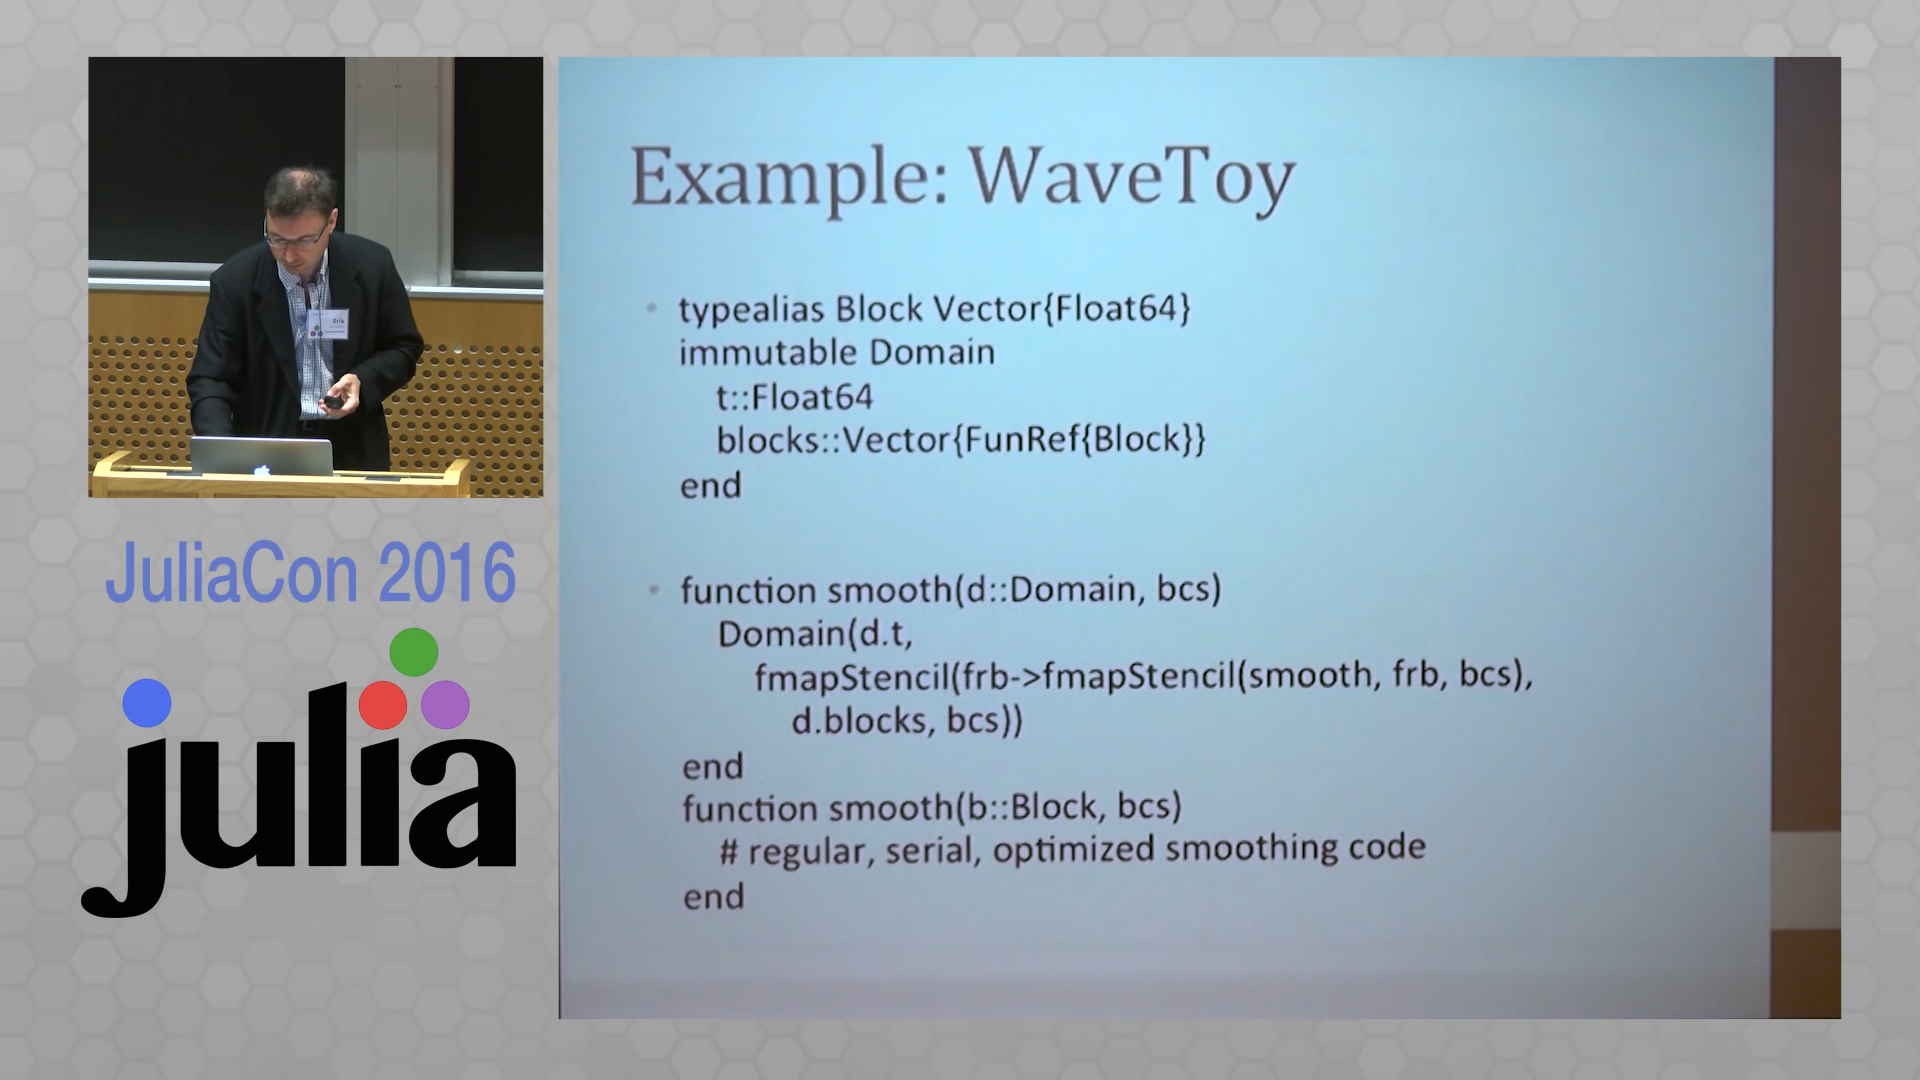 Erik
JuliaCon 2016
julia
Example: WaveToy
• typealias Block Vector{Float64}
immutable Domain
t::Float64
blocks::Vector{FunRef{Block}}
end
• function smooth(d::Domain, bcs)
Domain(d.t,
fmapStencil(frb->fmapStencil(smooth, frb, bcs),
d.blocks, bcs))
end
function smooth(b::Block, bcs)
# regular, serial, optimized smoothing code
end